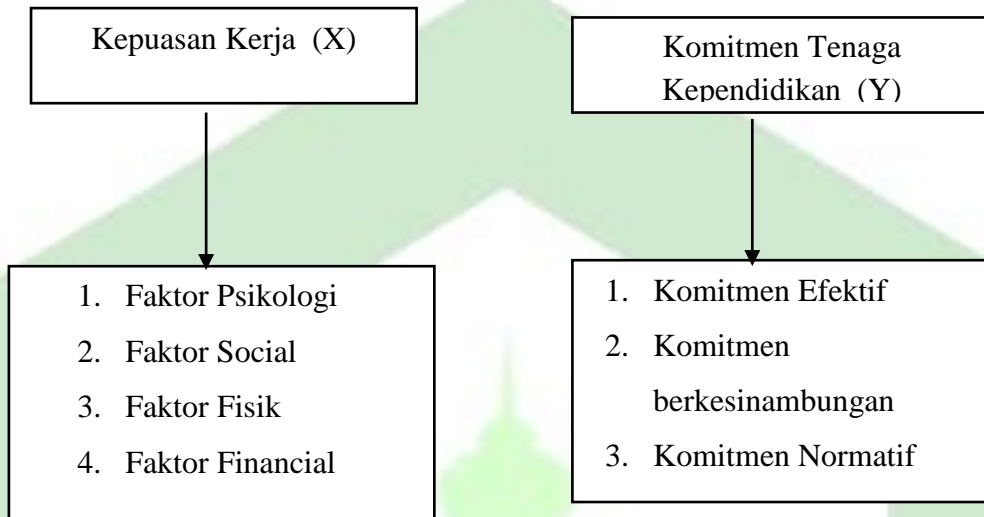 Kepuasan Kerja (X)
Komitmen Tenaga
Kependidikan (Y)
1. Faktor Psikologi
2. Faktor Social
3. Faktor Fisik
4. Faktor Financial
1. Komitmen Efektif
2. Komitmen
berkesinambungan
3. Komitmen Normatif